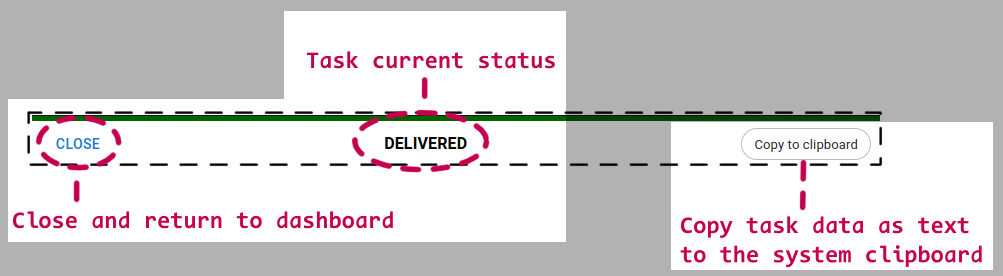 Task current status
CLOSE
DELIVERED
Copy to clipboard
Close and return to dashboard
Copy task data as text
to the system clipboard